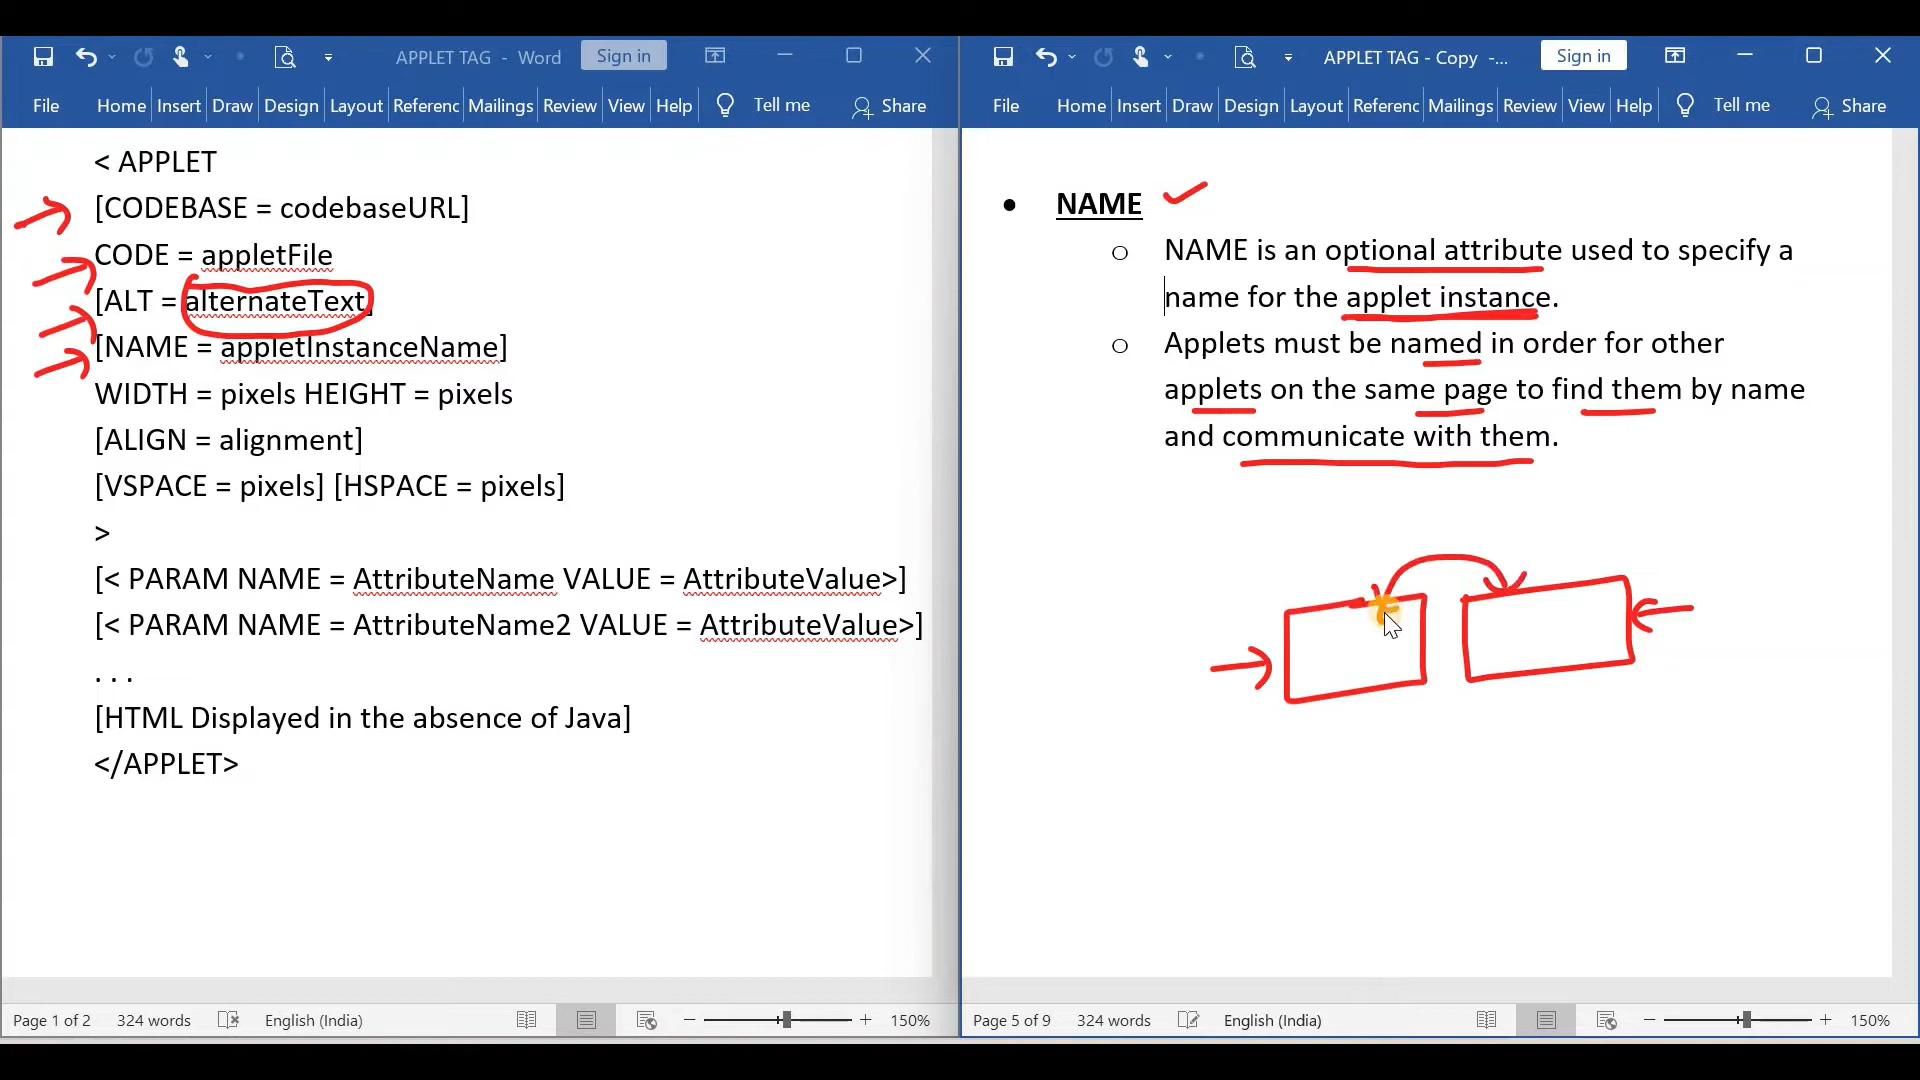 APPLET TAG - Word
Sign in
File Home Insert Draw Design Layout Referenc Mailings Review View Help Tell me Share
< APPLET
[CODEBASE = codebaseURL]
CODE = appletFile
[ALT = alternateText]
[NAME = appletInstanceName]
WIDTH = pixels HEIGHT = pixels
[ALIGN = alignment]
[VSPACE = pixels] [HSPACE = pixels]
>
[< PARAM NAME = AttributeName VALUE = AttributeValue>]
[< PARAM NAME = AttributeName2 VALUE = AttributeValue>]
. . .
[HTML Displayed in the absence of Java]
</APPLET>
Page 1 of 2 324 words English (India) 150%
APPLET TAG - Copy -...
Sign in
File Home Insert Draw Design Layout Referenc Mailings Review View Help Tell me Share
• NAME
o NAME is an optional attribute used to specify a
name for the applet instance.
o Applets must be named in order for other
applets on the same page to find them by name
and communicate with them.
Page 5 of 9 324 words English (India) 150%